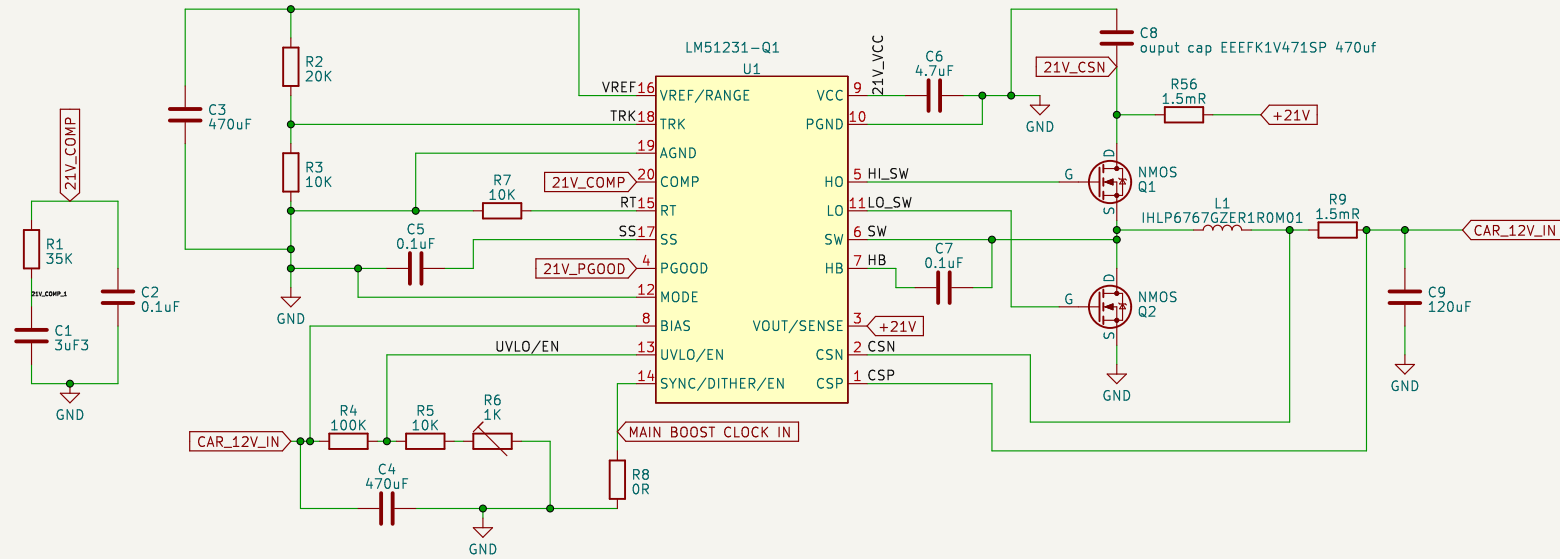 21V_COMP
R1
35K
21V_COMP_1
C1
3uF3
C2
0.1uF
GND
C3
470uF
R2
20K
R3
10K
GND
R7
10K
C5
0.1uF
21V_COMP
21V_PGOOD
UVLO/EN
CAR_12V_IN
R4
100K
R5
10K
R6
1K
C4
470uF
GND
MAIN BOOST CLOCK IN
R8
0R
LM51231-Q1
U1
VREF 16 VREF/RANGE
TRK 18 TRK
19 AGND
20 COMP
RT 15 RT
SS 17 SS
4 PGOOD
12 MODE
8 BIAS
13 UVLO/EN
14 SYNC/DITHER/EN
VCC 9
PGND 10
HO 5 HI_SW
LO 11 LO_SW
SW 6 SW
HB 7 HB
VOUT/SENSE 3 +21V
CSN 2 CSN
CSP 1 CSP
21V_VCC
C6
4.7uF
GND
C7
0.1uF
C8
ouput cap EEEFK1V471SP 470uf
21V_CSN
R56
1.5mR
+21V
D
G
S
NMOS
Q1
L1
IHLP6767GZER1R0M01
R9
1.5mR
CAR_12V_IN
D
G
S
NMOS
Q2
GND
C9
120uF
GND